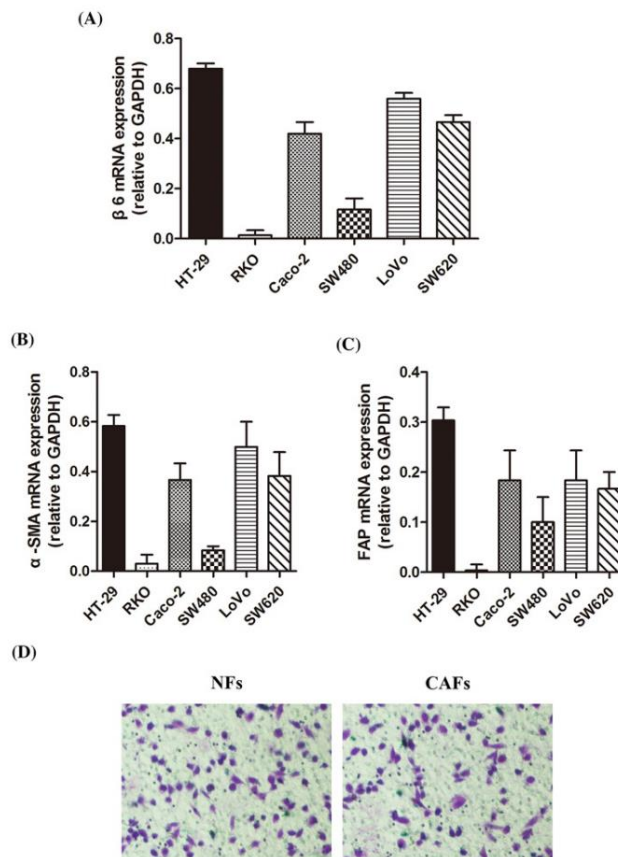 (A)
β 6 mRNA expression
(relative to GAPDH)
0.8
0.6
0.4
0.2
0.0
HT-29
RKO
Caco-2
SW480
LoVo
SW620
(B)
α -SMA mRNA expression
(relative to GAPDH)
0.8
0.6
0.4
0.2
0.0
HT-29
RKO
Caco-2
SW480
LoVo
SW620
(C)
FAP mRNA expression
(relative to GAPDH)
0.4
0.3
0.2
0.1
0.0
HT-29
RKO
Caco-2
SW480
LoVo
SW620
(D)
NFs
CAFs